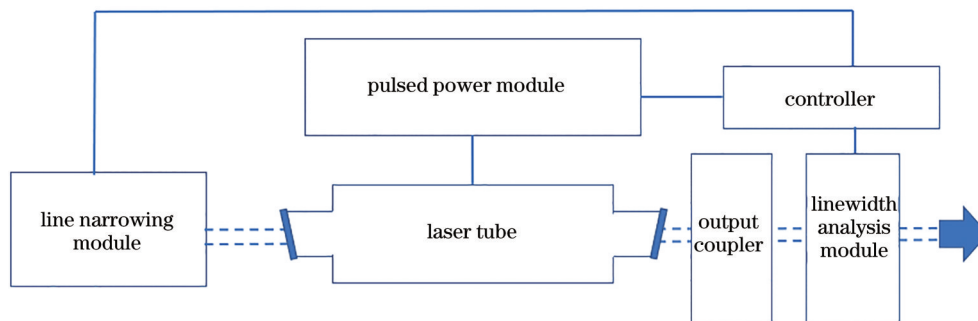 pulsed power module
controller
line narrowing
module
laser tube
output
coupler
linewidth
analysis
module